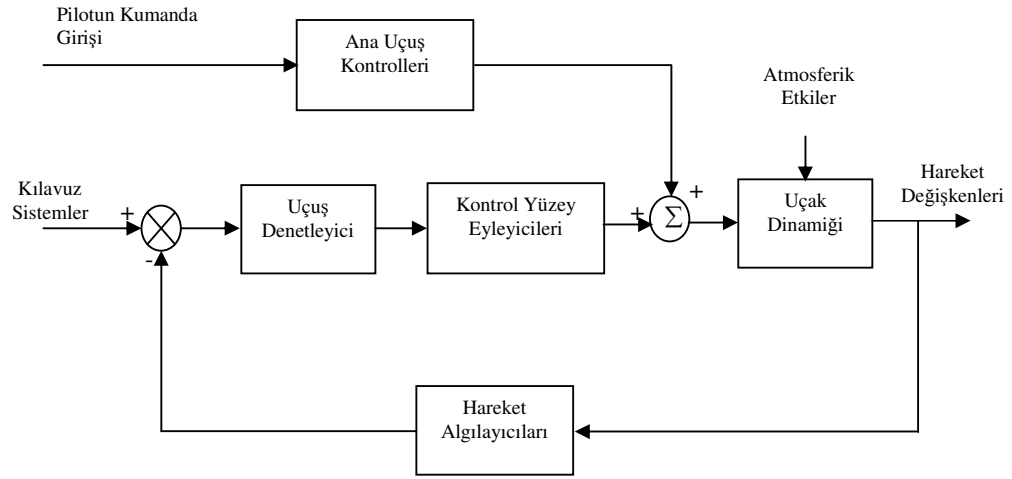 Pilotun Kumanda
Girişi
Ana Uçuş
Kontrolleri
Atmosferik
Etkiler
Kılavuz
Sistemler
+
-
Uçuş
Denetleyici
Kontrol Yüzey
Eyleyicileri
+
+
Σ
Uçak
Dinamiği
Hareket
Değişkenleri
Hareket
Algılayıcıları